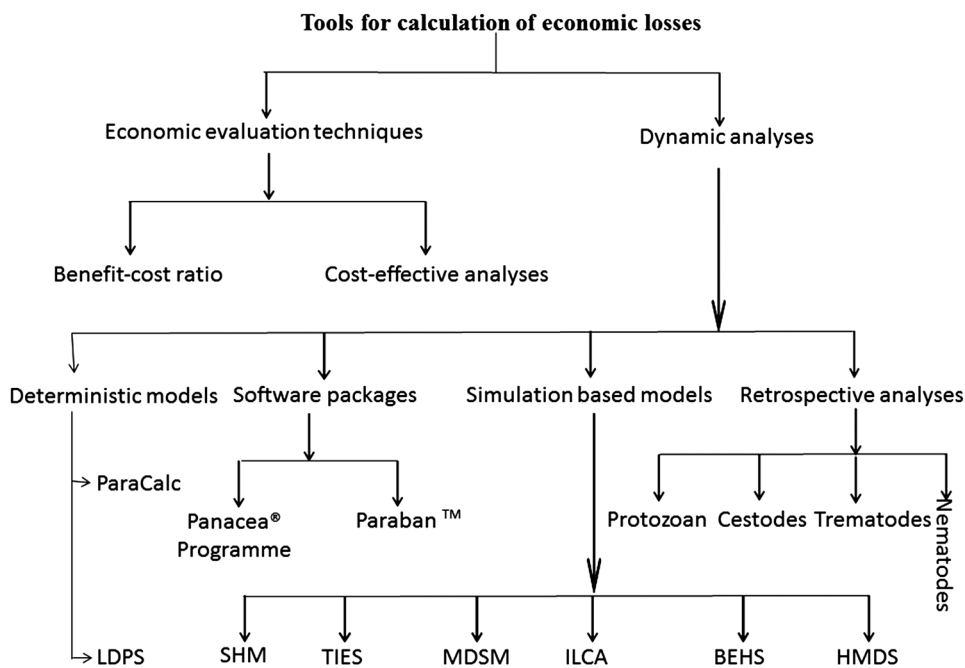 Tools for calculation of economic losses
Economic evaluation techniques
Dynamic analyses
Benefit-cost ratio
Cost-effective analyses
Deterministic models
Software packages
Simulation based models
Retrospective analyses
ParaCalc
Panacea®
Programme
Paraban ™
Protozoan
Cestodes
Trematodes
Nematodes
LDPS
SHM
TIES
MDSM
ILCA
BEHS
HMDS